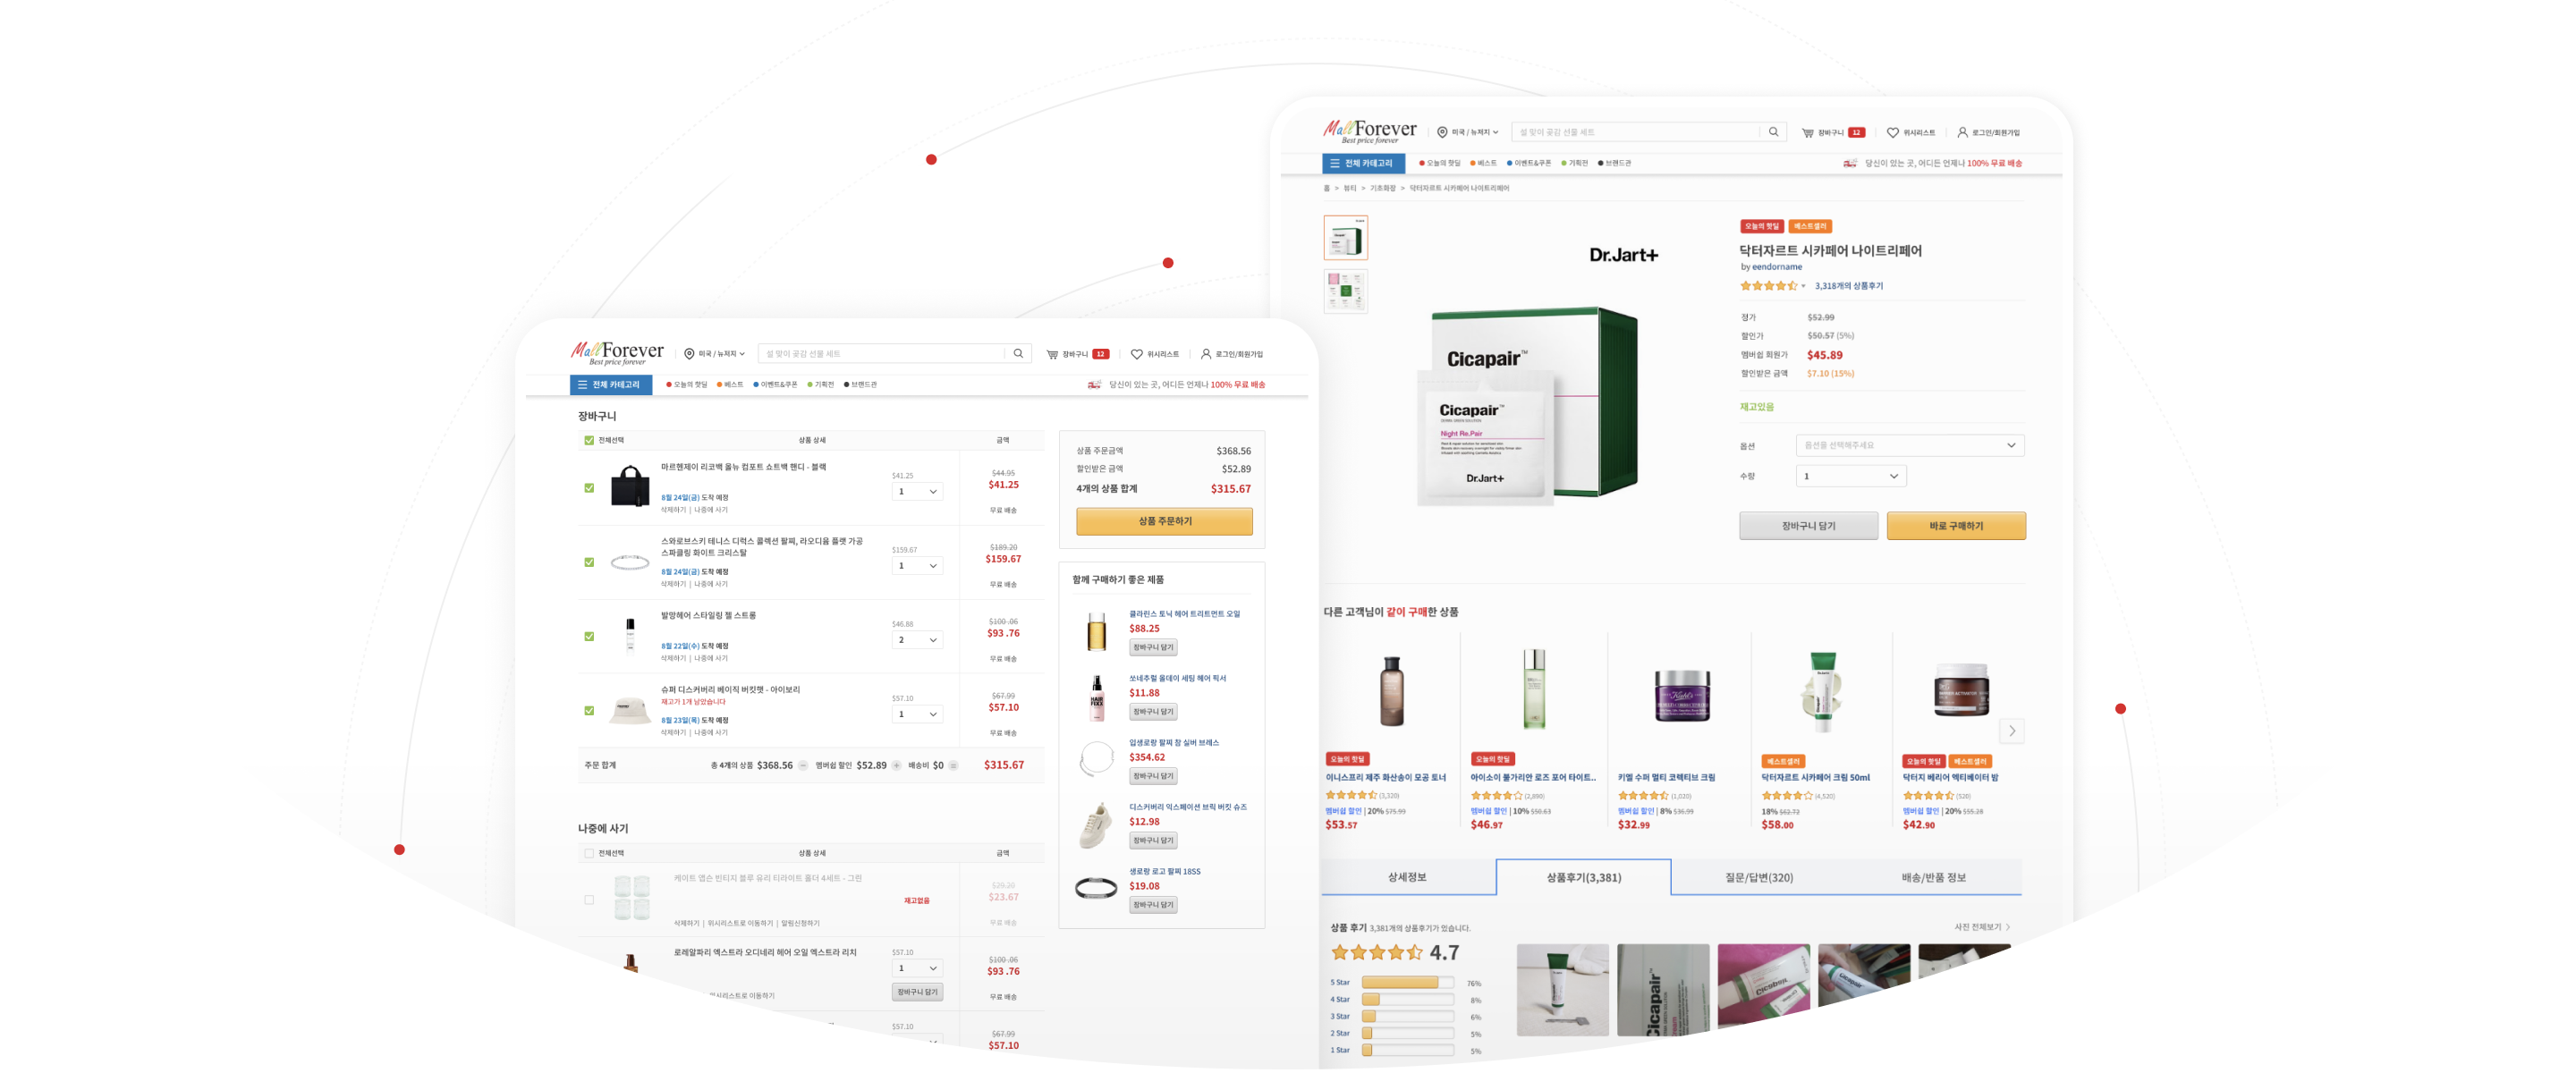 MallForever
Best price forever
미국 / 뉴저지
설 맞이 곶감 선물 세트
장바구니 12
위시리스트
로그인/회원가입
전체 카테고리
오늘의 핫딜
베스트
이벤트&쿠폰
기획전
브랜드관
당신이 있는 곳, 어디든 언제나 100% 무료 배송
장바구니
전체선택
상품 상세
금액
마르헨제이 리코백 올뉴 컴포트 쇼트백 핸디 - 블랙
8월 24일(금) 도착 예정
삭제하기 | 나중에 사기
$41.25
1
$44.95
$41.25
무료 배송
스와로브스키 테니스 디럭스 콜렉션 팔찌, 라오디움 플랫 가공
스파클링 화이트 크리스탈
8월 24일(금) 도착 예정
삭제하기 | 나중에 사기
$159.67
1
$189.20
$159.67
무료 배송
발망헤어 스타일링 젤 스트롱
8월 22일(수) 도착 예정
삭제하기 | 나중에 사기
$46.88
2
$100.06
$93.76
무료 배송
슈퍼 디스커버리 베이직 버킷햇 - 아이보리
재고가 1개 남았습니다
8월 23일(목) 도착 예정
삭제하기 | 나중에 사기
$57.10
1
$67.99
$57.10
무료 배송
주문 합계
총 4개의 상품 $368.56 − 멤버쉽 할인 $52.89 + 배송비 $0 = $315.67
상품 주문금액 $368.56
할인받은 금액 $52.89
4개의 상품 합계 $315.67
상품 주문하기
함께 구매하기 좋은 제품
클라린스 토닉 헤어 트리트먼트 오일
$88.25
장바구니 담기
쏘내추럴 올데이 세팅 헤어 픽서
$11.88
장바구니 담기
입생로랑 팔찌 참 실버 브레스
$354.62
장바구니 담기
디스커버리 익스페이션 브릭 버킷 슈즈
$12.98
장바구니 담기
생로랑 로고 팔찌 18SS
$19.08
장바구니 담기
나중에 사기
전체선택
상품 상세
금액
케이트 앱슨 빈티지 블루 유리 티라이트 홀더 4세트 - 그린
재고없음
삭제하기 | 위시리스트로 이동하기 | 알림신청하기
$29.20
$23.67
무료 배송
로레알파리 엑스트라 오디네리 헤어 오일 엑스트라 리치
위시리스트로 이동하기
$57.10
1
장바구니 담기
$100.06
$93.76
무료 배송
$57.10
$67.99
$57.10
MallForever
Best price forever
미국 / 뉴저지
설 맞이 곶감 선물 세트
장바구니 12
위시리스트
로그인/회원가입
전체 카테고리
오늘의 핫딜
베스트
이벤트&쿠폰
기획전
브랜드관
당신이 있는 곳, 어디든 언제나 100% 무료 배송
홈 > 뷰티 > 기초화장 > 닥터자르트 시카페어 나이트리페어
Dr.Jart+
Cicapair™
Cicapair™
Night Re.Pair
Dr.Jart+
오늘의 핫딜
베스트셀러
닥터자르트 시카페어 나이트리페어
by eendorname
3,318개의 상품후기
정가 $52.99
할인가 $50.57 (5%)
멤버쉽 회원가 $45.89
할인받은 금액 $7.10 (15%)
재고있음
옵션 옵션을 선택해주세요
수량 1
장바구니 담기
바로 구매하기
다른 고객님이 같이 구매한 상품
오늘의 핫딜
이니스프리 제주 화산송이 모공 토너
(3,320)
멤버쉽 할인 | 20% $75.99
$53.57
오늘의 핫딜
아이소이 불가리안 로즈 포어 타이트..
(2,890)
멤버쉽 할인 | 10% $50.63
$46.97
키엘 수퍼 멀티 코렉티브 크림
(1,020)
멤버쉽 할인 | 8% $36.99
$32.99
베스트셀러
닥터자르트 시카페어 크림 50ml
(4,520)
18% $62.72
$58.00
오늘의 핫딜
베스트셀러
닥터지 베리어 엑티베이터 밤
(520)
멤버쉽 할인 | 20% $55.28
$42.90
상세정보
상품후기(3,381)
질문/답변(320)
배송/반품 정보
상품 후기 3,381개의 상품후기가 있습니다.
사진 전체보기
4.7
5 Star 76%
4 Star 8%
3 Star 6%
2 Star 5%
1 Star 5%
Cicapair